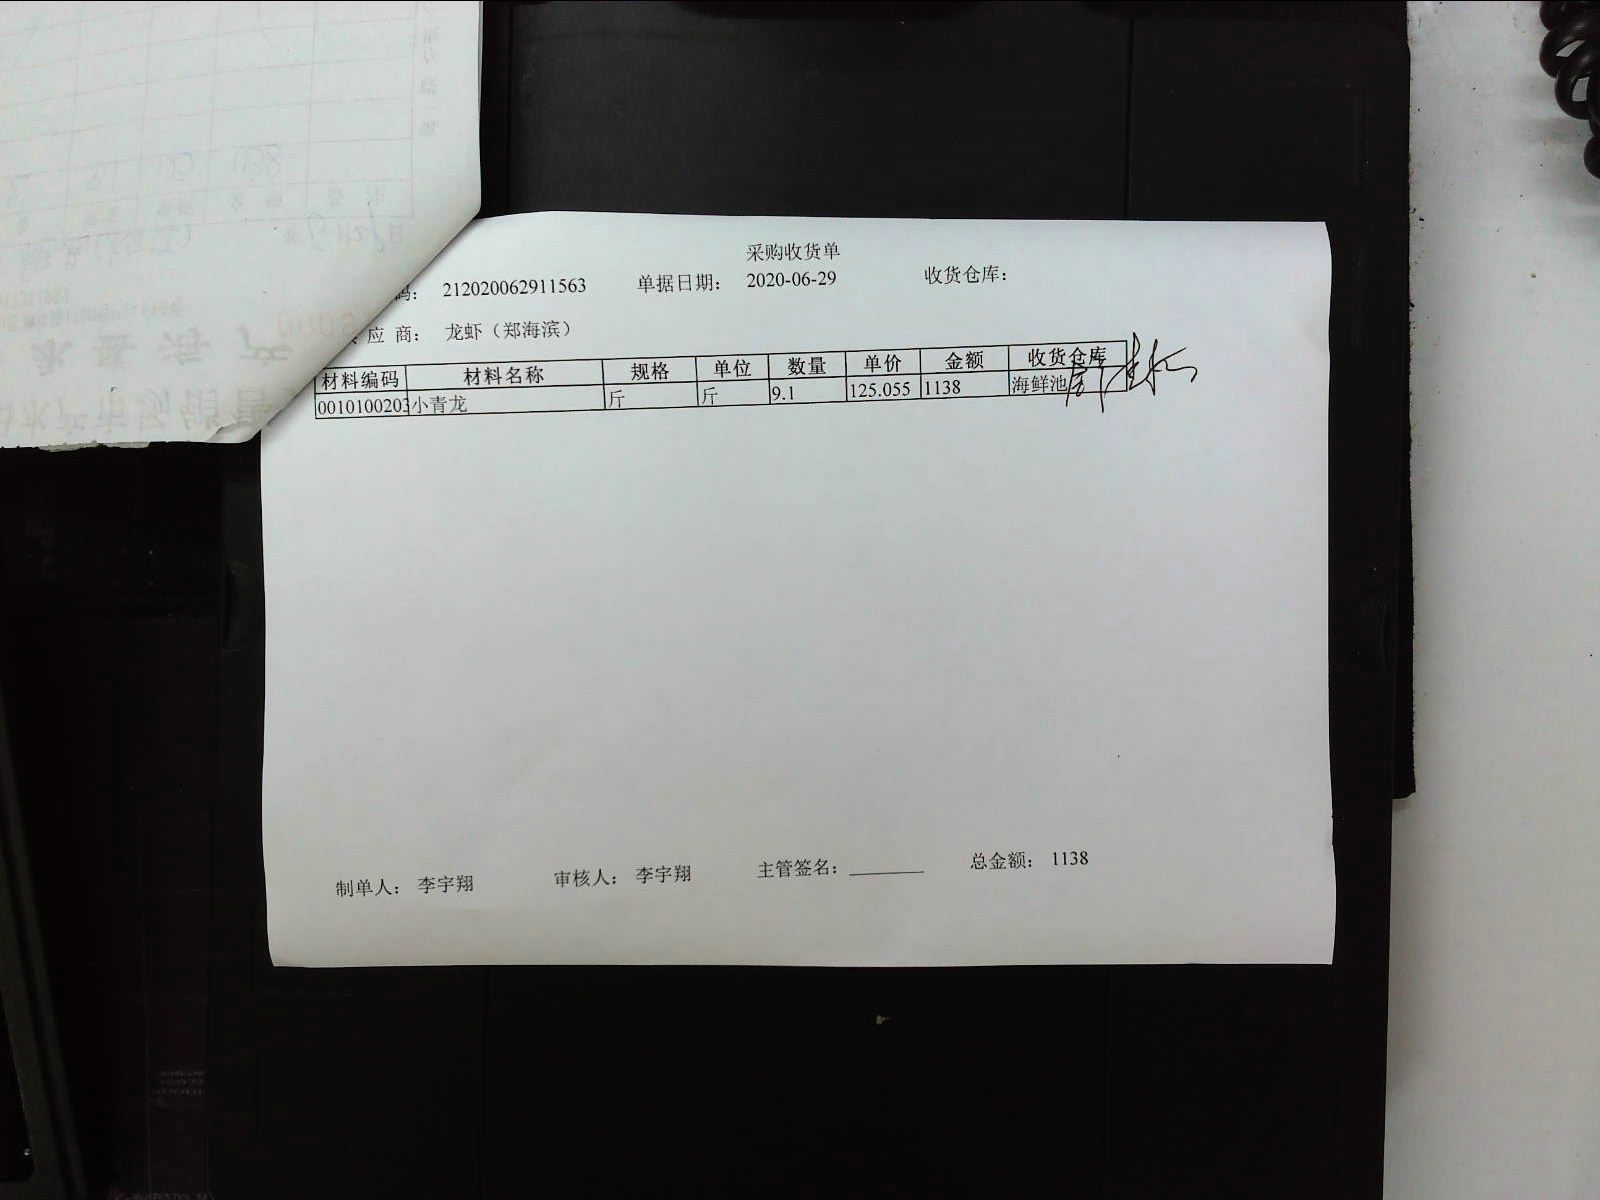 采购收货单
码： 212020062911563 单据日期： 2020-06-29 收货仓库：
应 商： 龙虾（郑海滨）
材料编码 材料名称 规格 单位 数量 单价 金额 收货仓库
0010100203 小青龙 斤 斤 9.1 125.055 1138 海鲜池
制单人： 李宇翔 审核人： 李宇翔 主管签名： 总金额： 1138